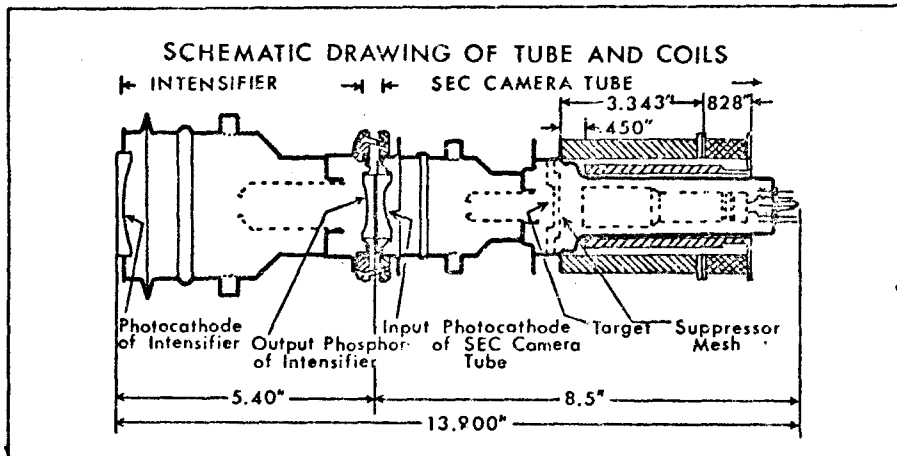 SCHEMATIC DRAWING OF TUBE AND COILS
INTENSIFIER
SEC CAMERA TUBE
3.343"
828"
.450"
Photocathode
of Intensifier
Output Phosphor
of Intensifier
Input Photocathode
of SEC Camera
Tube
Target
Suppressor
Mesh
5.40"
8.5"
13.900"